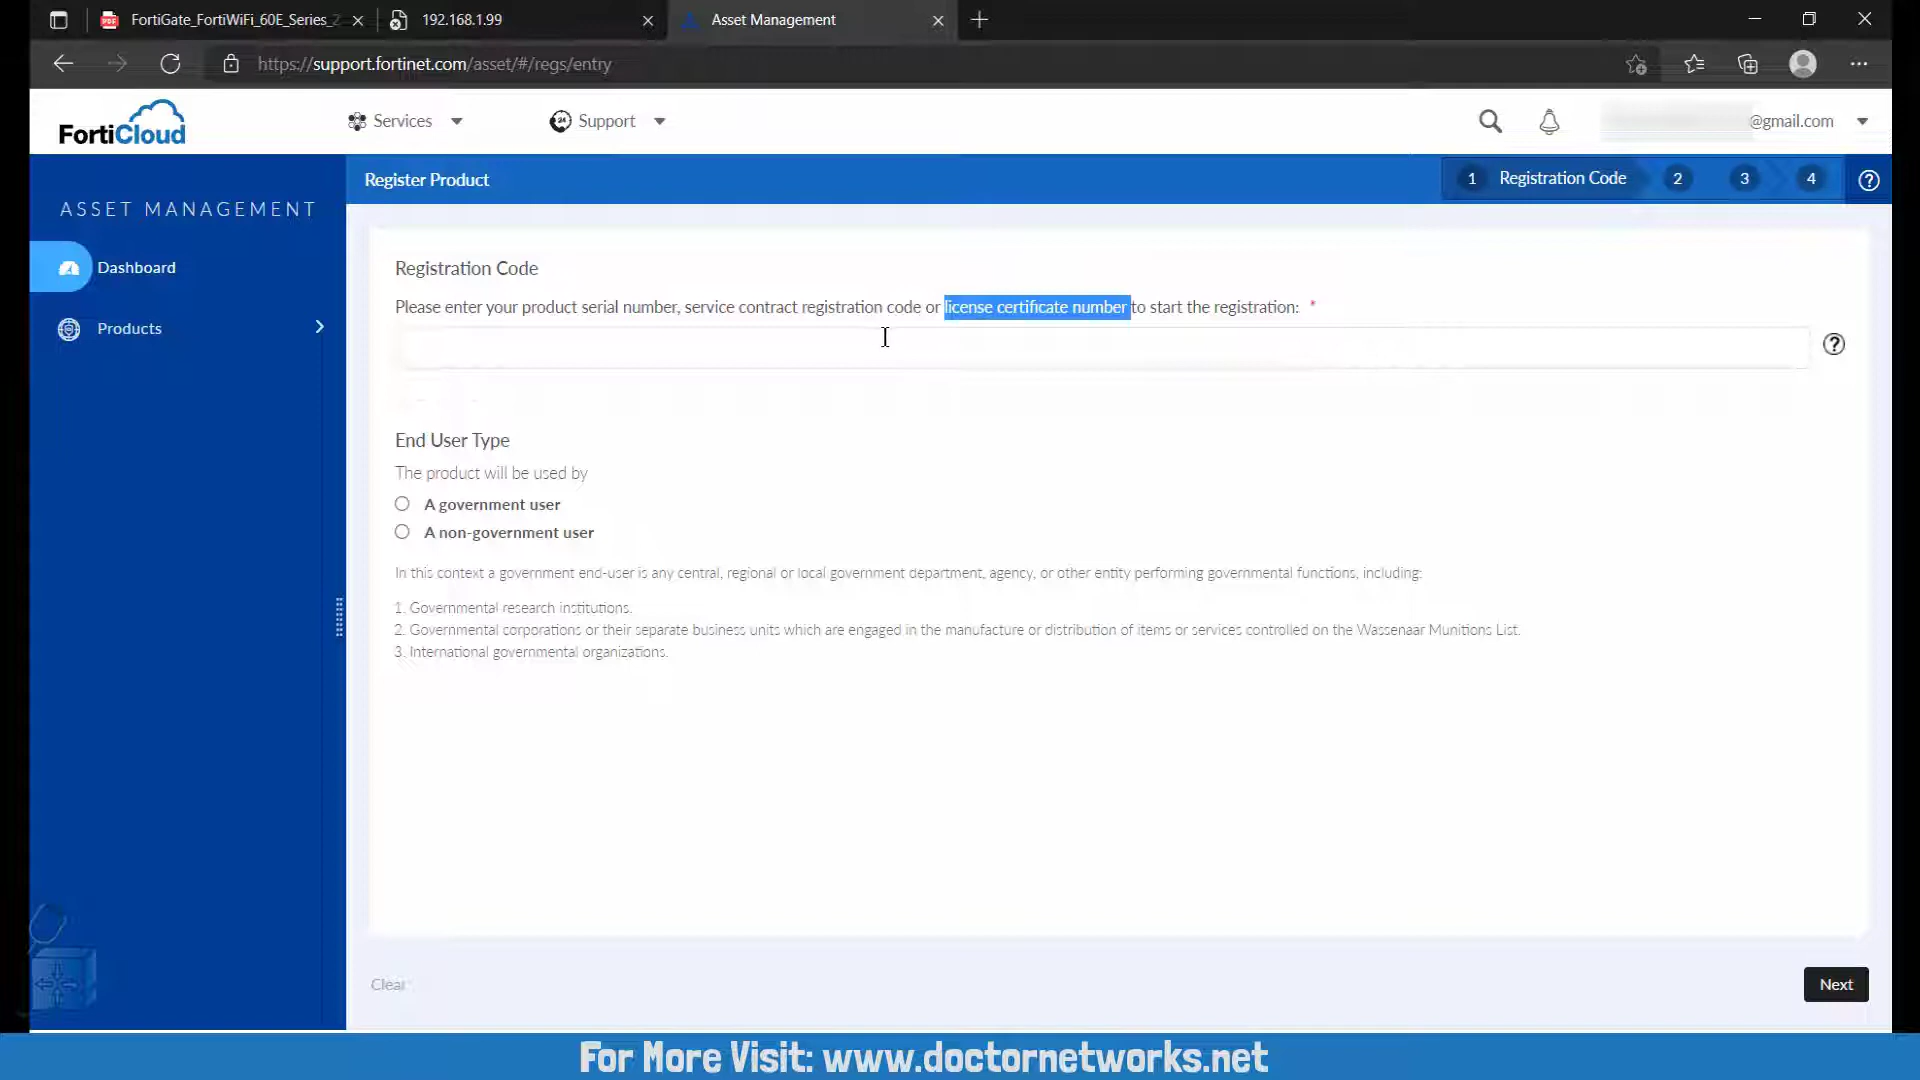 FortiGate_FortiWiFi_60E_Series_2
192.168.1.99
Asset Management
https://support.fortinet.com/asset/#/regs/entry
FortiCloud
Services
Support
@gmail.com
ASSET MANAGEMENT
Dashboard
Products
Register Product
1 Registration Code 2 3 4
Registration Code
Please enter your product serial number, service contract registration code or license certificate number to start the registration: *
End User Type
The product will be used by
A government user
A non-government user
In this context a government end-user is any central, regional or local government department, agency, or other entity performing governmental functions, including:
1. Governmental research institutions.
2. Governmental corporations or their separate business units which are engaged in the manufacture or distribution of items or services controlled on the Wassenaar Munitions List.
3. International governmental organizations.
Clear
Next
For More Visit: www.doctornetworks.net